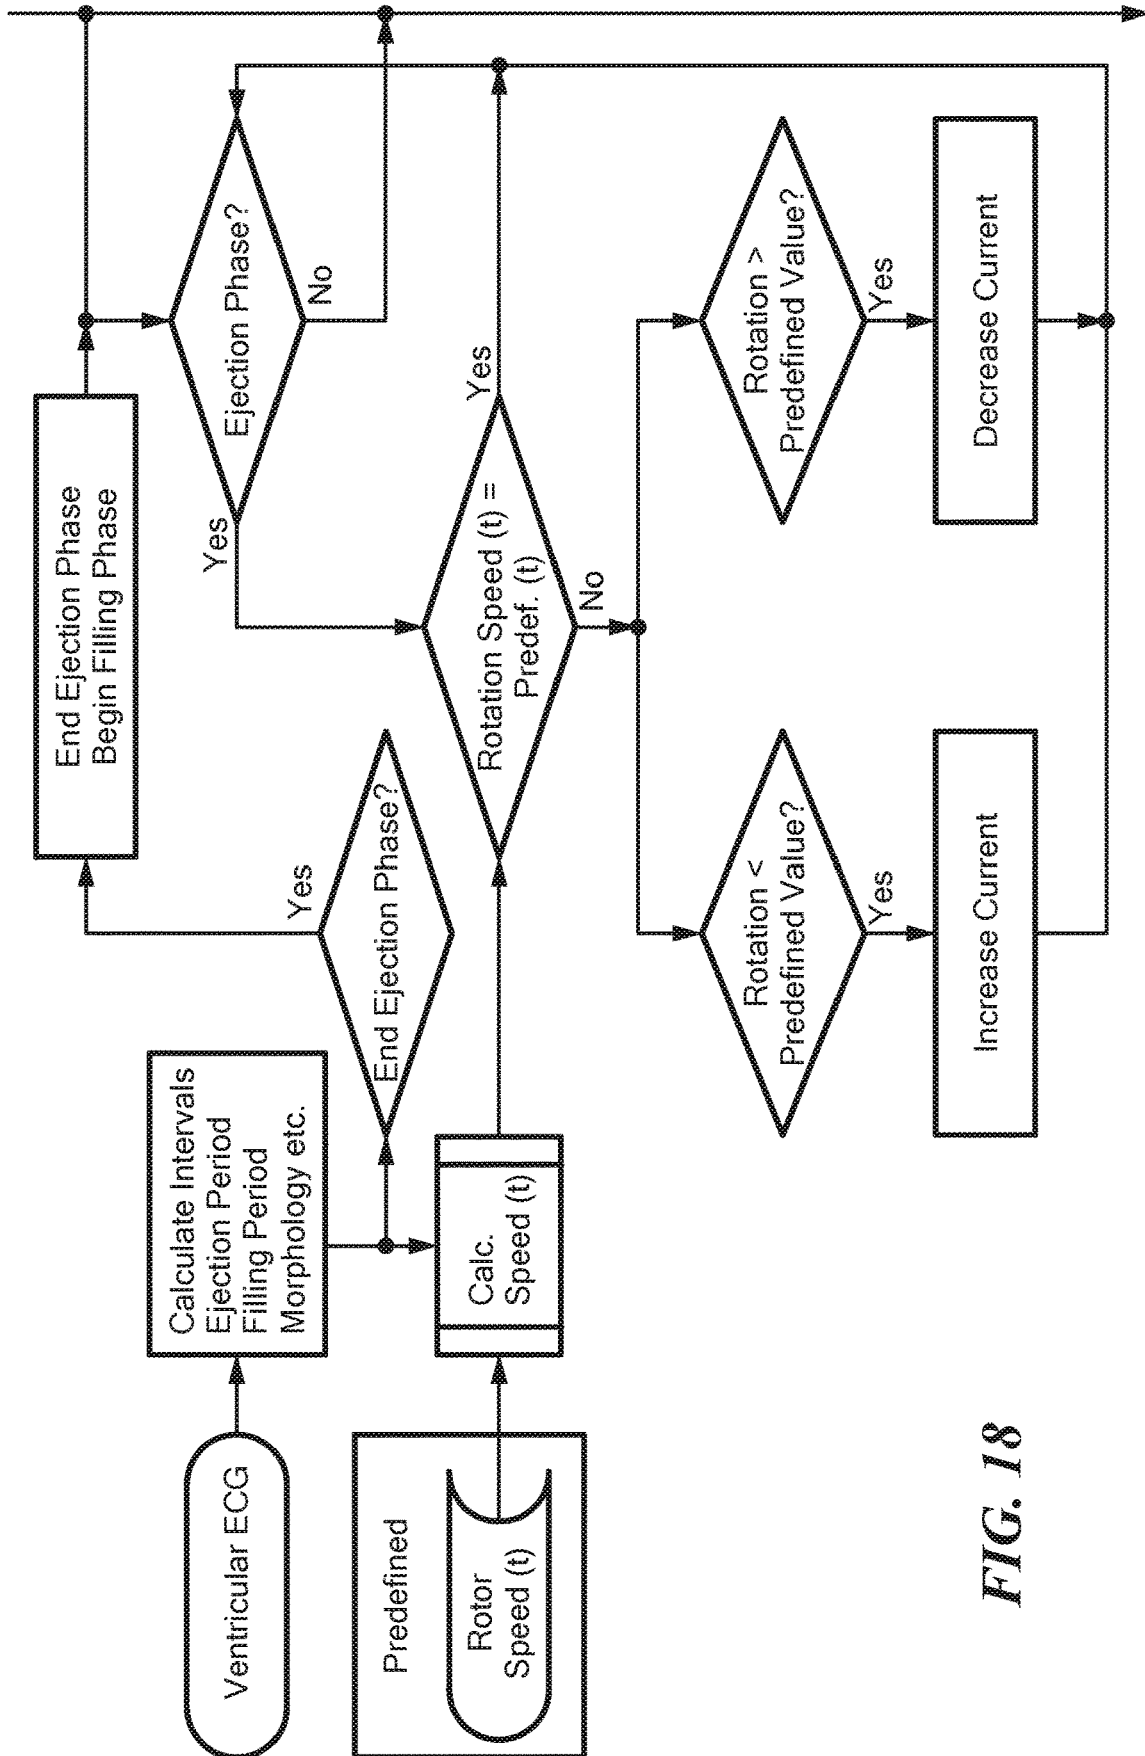 Ventricular ECG
Calculate Intervals
Ejection Period
Filling Period
Morphology etc.
Predefined
Rotor
Speed (t)
Calc.
Speed (t)
End Ejection Phase?
Yes
End Ejection Phase
Begin Filling Phase
Ejection Phase?
Yes
No
Rotation Speed (t) =
Predef. (t)
Yes
No
Rotation <
Predefined Value?
Yes
Increase Current
Rotation >
Predefined Value?
Yes
Decrease Current
FIG. 18